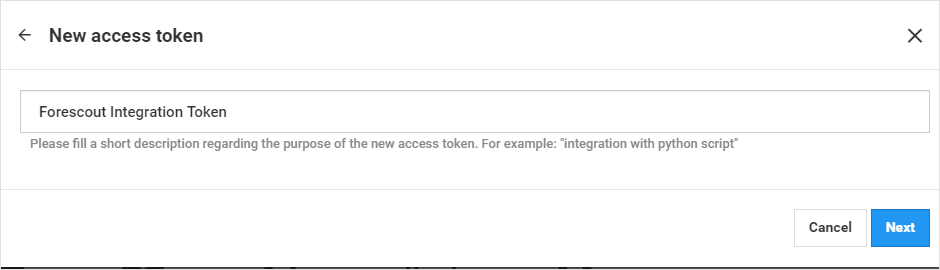 New access token
Forescout Integration Token
Please fill a short description regarding the purpose of the new access token. For example: "integration with python script"
Cancel
Next